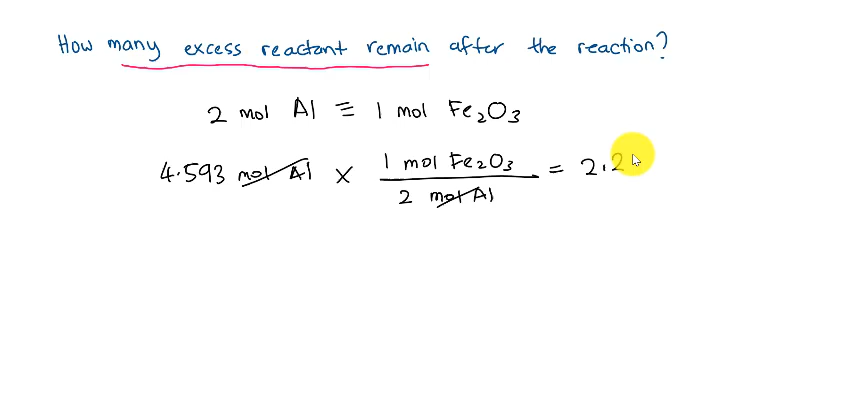 How many excess reactant remain after the reaction?
2 mol Al ≡ 1 mol Fe₂O₃
4.593 mol Al × 1 mol Fe₂O₃ / 2 mol Al = 2.2